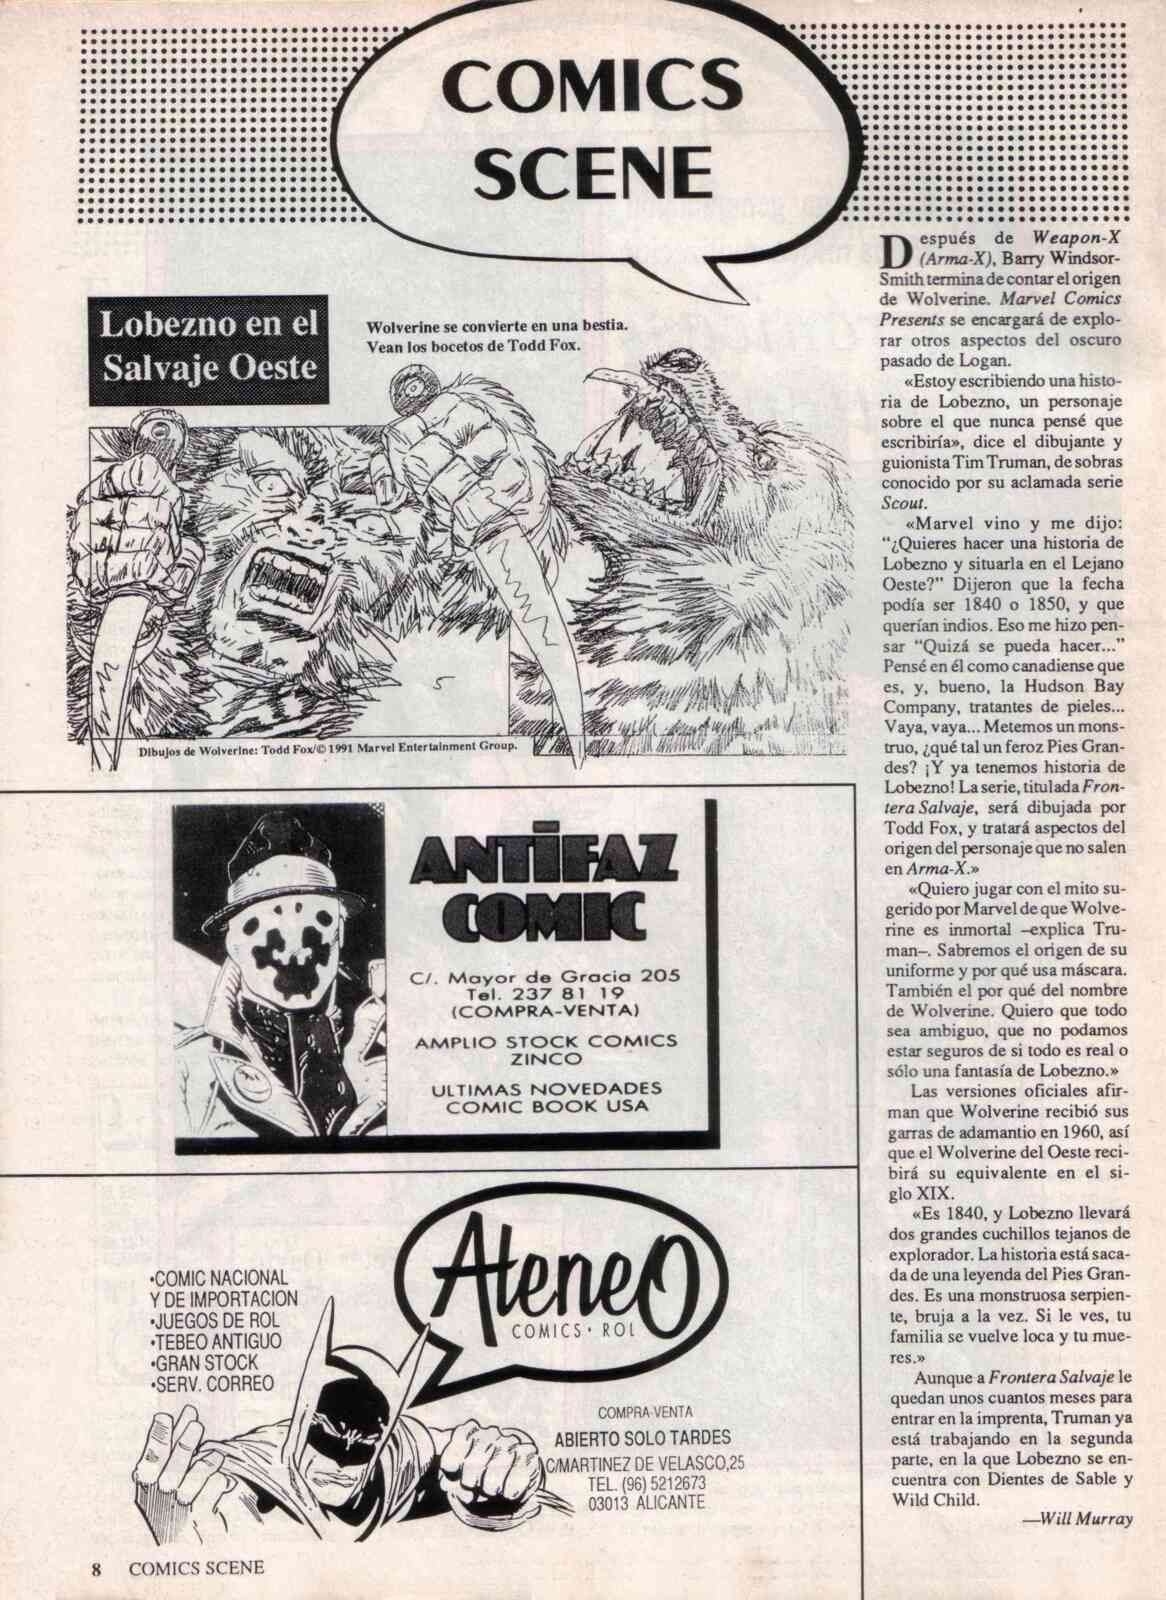 COMICS
SCENE
Lobezno en el
Salvaje Oeste
Wolverine se convierte en una bestia.
Vean los bocetos de Todd Fox.
5
Dibujos de Wolverine: Todd Fox/© 1991 Marvel Entertainment Group.
Después de Weapon-X
(Arma-X), Barry Windsor-
Smith termina de contar el origen
de Wolverine. Marvel Comics
Presents se encargará de explo-
rar otros aspectos del oscuro
pasado de Logan.
«Estoy escribiendo una histo-
ria de Lobezno, un personaje
sobre el que nunca pensé que
escribiría», dice el dibujante y
guionista Tim Truman, de sobras
conocido por su aclamada serie
Scout.
«Marvel vino y me dijo:
"¿Quieres hacer una historia de
Lobezno y situarla en el Lejano
Oeste?" Dijeron que la fecha
podía ser 1840 o 1850, y que
querían indios. Eso me hizo pen-
sar "Quizá se pueda hacer..."
Pensé en él como canadiense que
es, y, bueno, la Hudson Bay
Company, tratantes de pieles...
Vaya, vaya... Metemos un mons-
truo, ¿qué tal un feroz Pies Gran-
des? ¡Y ya tenemos historia de
Lobezno! La serie, titulada Fron-
tera Salvaje, será dibujada por
Todd Fox, y tratará aspectos del
origen del personaje que no salen
en Arma-X.»
«Quiero jugar con el mito su-
gerido por Marvel de que Wolve-
rine es inmortal –explica Tru-
man–. Sabremos el origen de su
uniforme y por qué usa máscara.
También el por qué del nombre
de Wolverine. Quiero que todo
sea ambiguo, que no podamos
estar seguros de si todo es real o
sólo una fantasía de Lobezno.»
Las versiones oficiales afir-
man que Wolverine recibió sus
garras de adamantio en 1960, así
que el Wolverine del Oeste reci-
birá su equivalente en el si-
glo XIX.
«Es 1840, y Lobezno llevará
dos grandes cuchillos tejanos de
explorador. La historia está saca-
da de una leyenda del Pies Gran-
des. Es una monstruosa serpien-
te, bruja a la vez. Si le ves, tu
familia se vuelve loca y tu mue-
res.»
Aunque a Frontera Salvaje le
quedan unos cuantos meses para
entrar en la imprenta, Truman ya
está trabajando en la segunda
parte, en la que Lobezno se en-
cuentra con Dientes de Sable y
Wild Child.
—Will Murray
ANTIFAZ
COMIC
C/. Mayor de Gracia 205
Tel. 237 81 19
(COMPRA-VENTA)
AMPLIO STOCK COMICS
ZINCO
ULTIMAS NOVEDADES
COMIC BOOK USA
AteneO
COMICS • ROL
•COMIC NACIONAL
Y DE IMPORTACION
•JUEGOS DE ROL
•TEBEO ANTIGUO
•GRAN STOCK
•SERV. CORREO
COMPRA-VENTA
ABIERTO SOLO TARDES
C/MARTINEZ DE VELASCO,25
TEL. (96) 5212673
03013 ALICANTE
8 COMICS SCENE